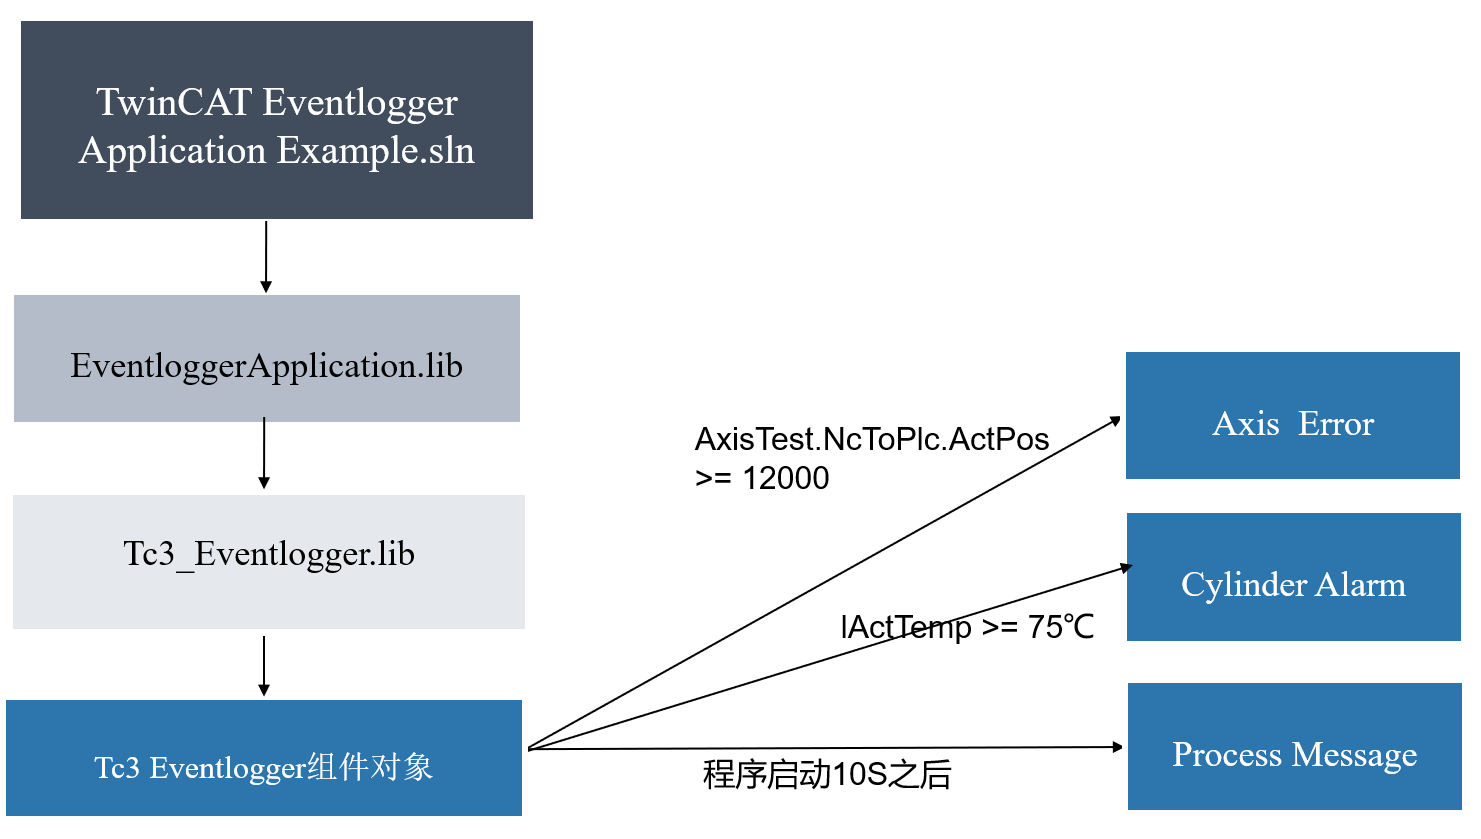 TwinCAT Eventlogger
Application Example.sln
EventloggerApplication.lib
Tc3_Eventlogger.lib
Tc3 Eventlogger组件对象
AxisTest.NcToPlc.ActPos
>= 12000
lActTemp >= 75℃
程序启动10S之后
Axis  Error
Cylinder Alarm
Process Message